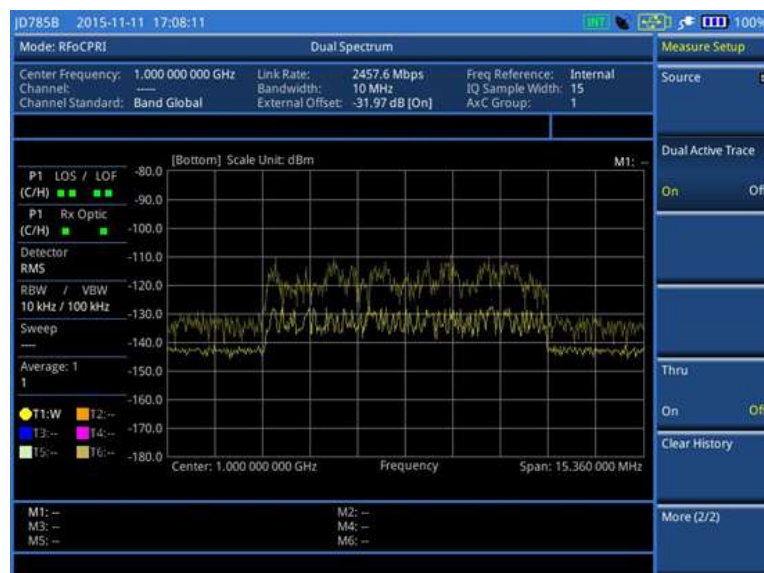 JD785B 2015-11-11 17:08:11 INT 100%
Mode: RFoCPRI Dual Spectrum Measure Setup
Center Frequency: 1.000 000 000 GHz Link Rate: 2457.6 Mbps Freq Reference: Internal
Channel: ----- Bandwidth: 10 MHz IQ Sample Width: 15
Channel Standard: Band Global External Offset: -31.97 dB [On] AxC Group: 1
Source
Dual Active Trace
On Off
Thru
On Off
Clear History
More (2/2)
[Bottom] Scale Unit: dBm M1: --
P1 LOS / LOF
(C/H)
P1 Rx Optic
(C/H)
Detector
RMS
RBW / VBW
10 kHz / 100 kHz
Sweep
----
Average: 1
1
T1:W T2:--
T3:-- T4:--
T5:-- T6:--
-80.0
-90.0
-100.0
-110.0
-120.0
-130.0
-140.0
-150.0
-160.0
-170.0
-180.0
Center: 1.000 000 000 GHz Frequency Span: 15.360 000 MHz
M1: -- M2: --
M3: -- M4: --
M5: -- M6: --